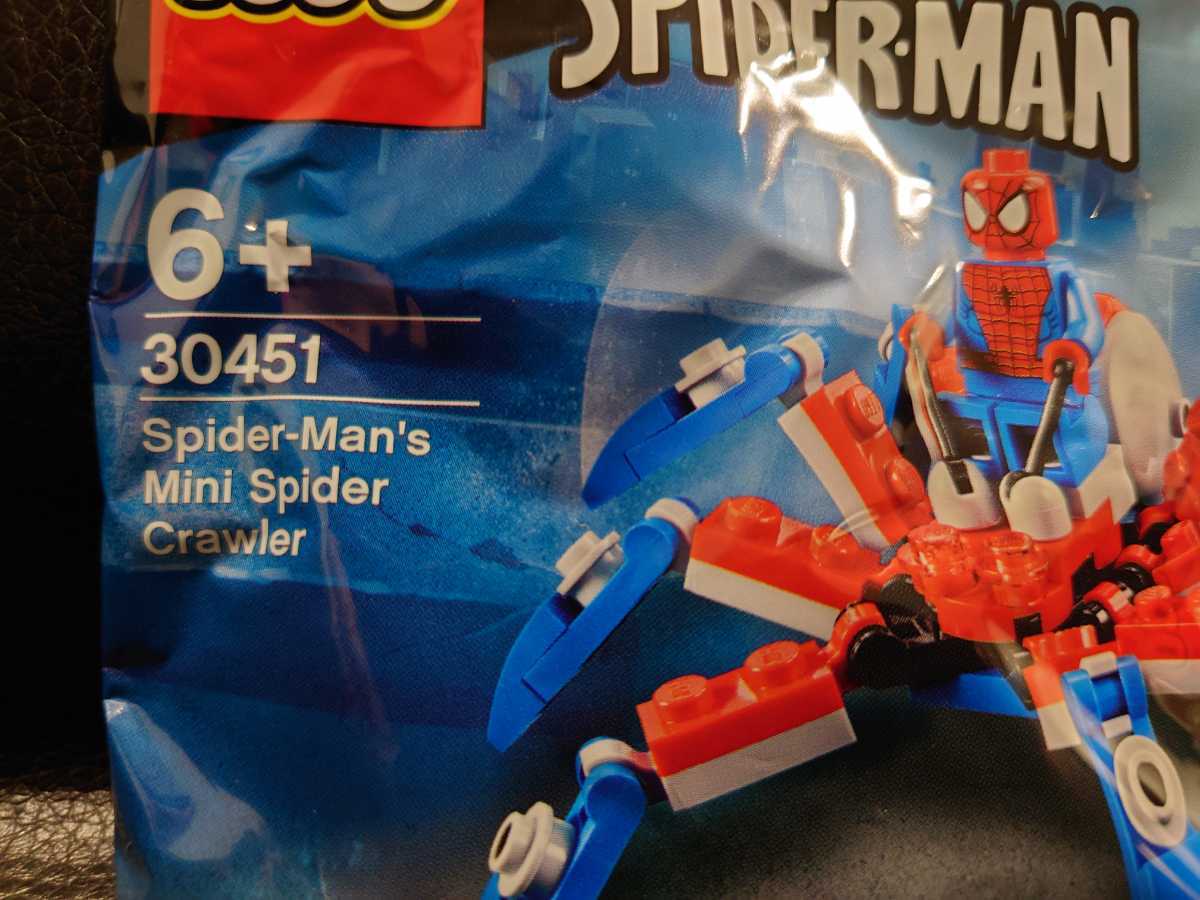 SPIDER-MAN
6+
30451
Spider-Man's
Mini Spider
Crawler